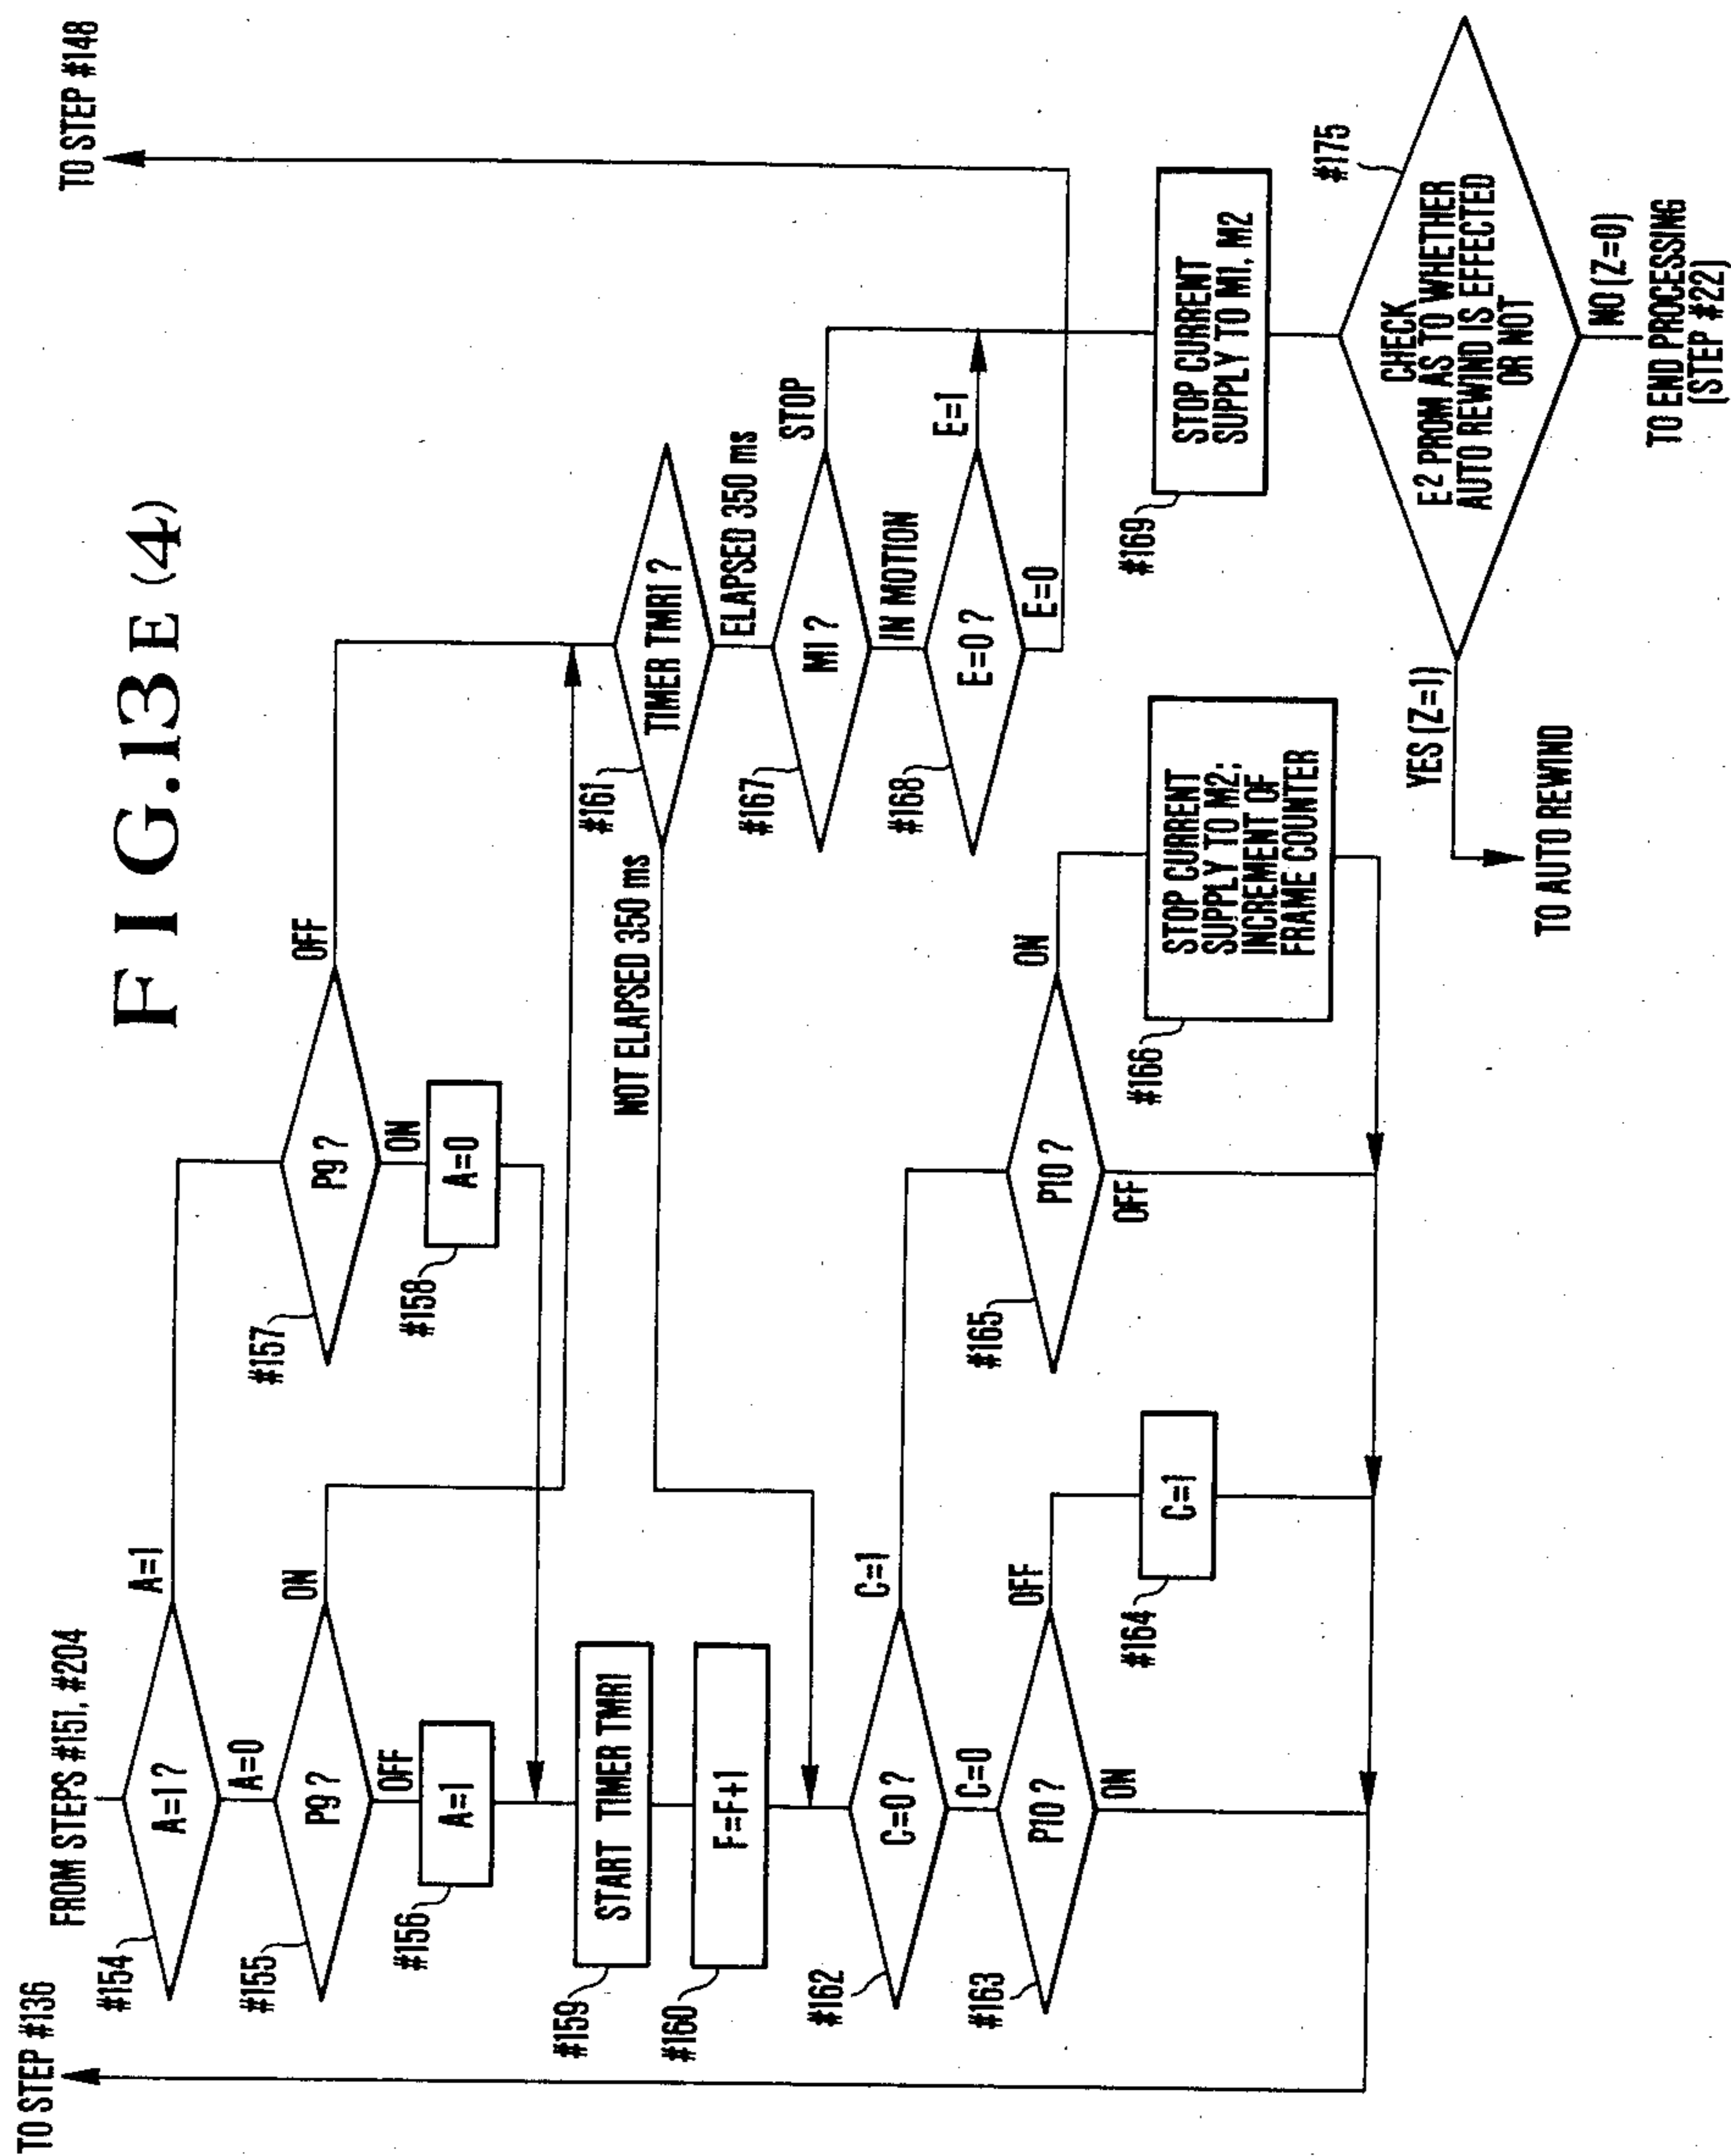 FIG.13E(4)
TO STEP #136
FROM STEPS #151, #204
TO STEP #148
#154
A=1?
A=1
A=0
#155
P9?
ON
OFF
#156
A=1
#157
P9?
OFF
ON
#158
A=0
#159
START TIMER TMR1
#160
F=F+1
#161
TIMER TMR1?
NOT ELAPSED 350 ms
ELAPSED 350 ms
#167
M1?
STOP
IN MOTION
#168
E=0?
E=1
E=0
#162
C=0?
C=1
C=0
#163
P10?
OFF
ON
#164
C=1
#165
P10?
ON
OFF
#166
STOP CURRENT
SUPPLY TO M2;
INCREMENT OF
FRAME COUNTER
#169
STOP CURRENT
SUPPLY TO M1, M2
#175
CHECK
E2 PROM AS TO WHETHER
AUTO REWIND IS EFFECTED
OR NOT
YES (Z=1)
TO AUTO REWIND
NO (Z=0)
TO END PROCESSING
(STEP #22)